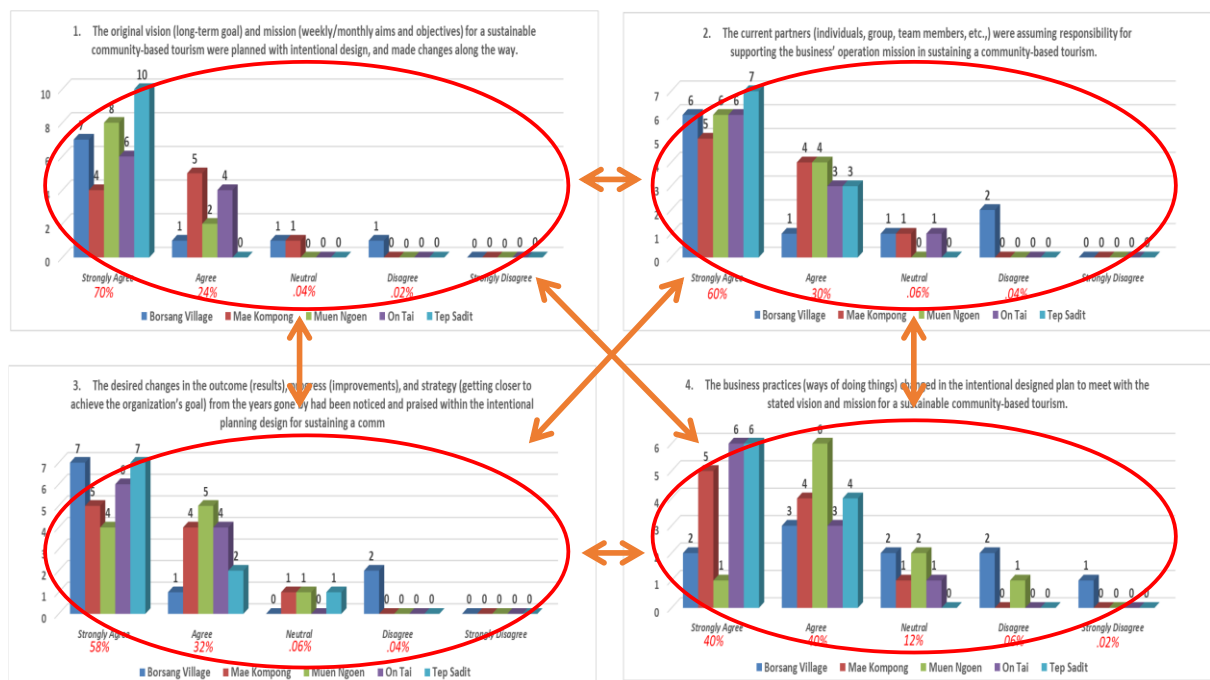 1. The original vision (long-term goal) and mission (weekly/monthly aims and objectives) for a sustainable
community-based tourism were planned with intentional design, and made changes along the way.
10
8
6
4
2
0
7 4 8 6 10
1 5 2 4 0
1 1 0 0 0
1 0 0 0 0
0 0 0 0 0
Strongly Agree Agree Neutral Disagree Strongly Disagree
70% 24% .04% .02%
Borsang Village Mae Kompong Muen Ngoen On Tai Tep Sadit
2. The current partners (individuals, group, team members, etc.,) were assuming responsibility for
supporting the business' operation mission in sustaining a community-based tourism.
7
6
5
4
3
2
1
0
6 5 6 6 7
1 4 4 3 3
1 1 0 1 0
2 0 0 0 0
0 0 0 0 0
Strongly Agree Agree Neutral Disagree Strongly Disagree
60% 30% .06% .04%
Borsang Village Mae Kompong Muen Ngoen On Tai Tep Sadit
3. The desired changes in the outcome (results), progress (improvements), and strategy (getting closer to
achieve the organization's goal) from the years gone by had been noticed and praised within the intentional
planning design for sustaining a comm
7
6
5
4
3
2
1
0
7 5 4 6 7
1 4 5 4 2
0 1 1 0 1
2 0 0 0 0
0 0 0 0 0
Strongly Agree Agree Neutral Disagree Strongly Disagree
58% 32% .06% .04%
Borsang Village Mae Kompong Muen Ngoen On Tai Tep Sadit
4. The business practices (ways of doing things) changed in the intentional designed plan to meet with the
stated vision and mission for a sustainable community-based tourism.
6
5
4
3
2
1
0
2 5 1 6 6
3 4 6 3 4
2 1 2 1 0
2 0 1 0 0
1 0 0 0 0
Strongly Agree Agree Neutral Disagree Strongly Disagree
40% 40% 12% .06% .02%
Borsang Village Mae Kompong Muen Ngoen On Tai Tep Sadit